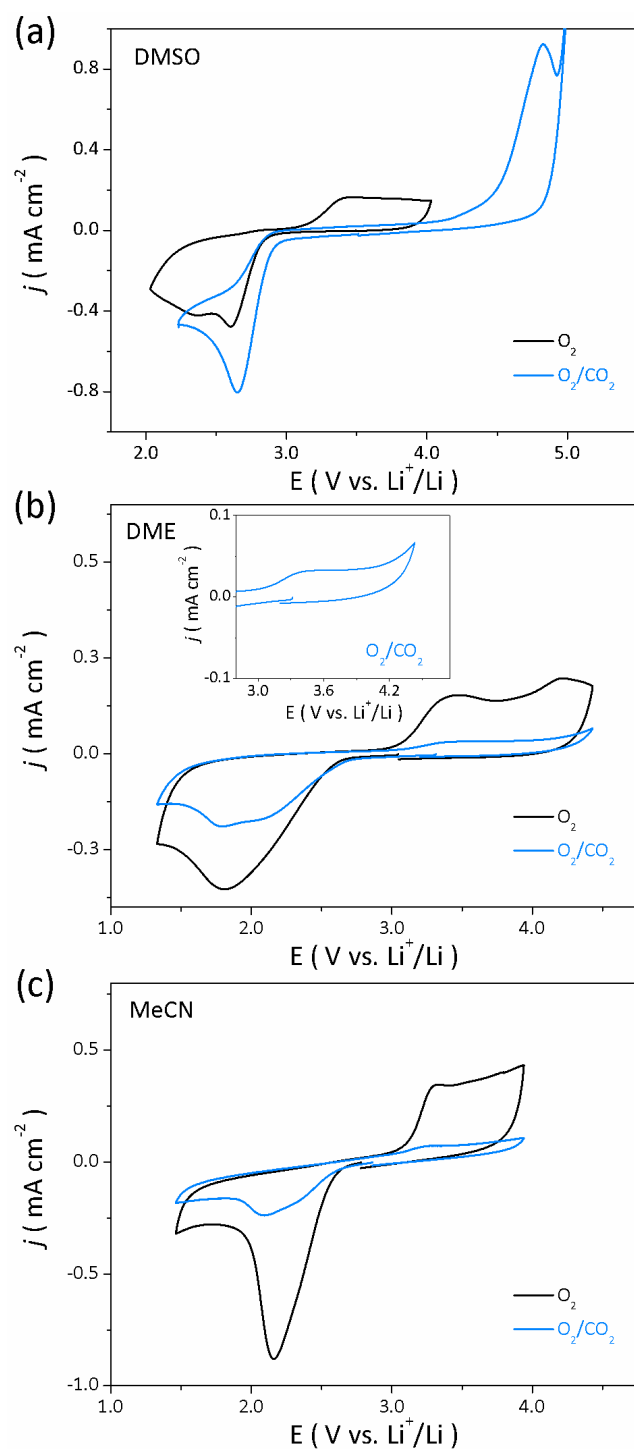 (a)
DMSO
0.8
0.4
0.0
-0.4
-0.8
j ( mA cm⁻²)
O₂
O₂/CO₂
2.0 3.0 4.0 5.0
E ( V vs. Li⁺/Li)
(b)
DME
0.5
0.3
0.0
-0.3
j ( mA cm⁻²)
0.1
0.0
-0.1
j ( mA cm⁻²)
O₂/CO₂
3.0 3.6 4.2
E ( V vs. Li⁺/Li)
O₂
O₂/CO₂
1.0 2.0 3.0 4.0
E ( V vs. Li⁺/Li)
(c)
MeCN
0.5
0.0
-0.5
-1.0
j ( mA cm⁻²)
O₂
O₂/CO₂
1.0 2.0 3.0 4.0
E ( V vs. Li⁺/Li)